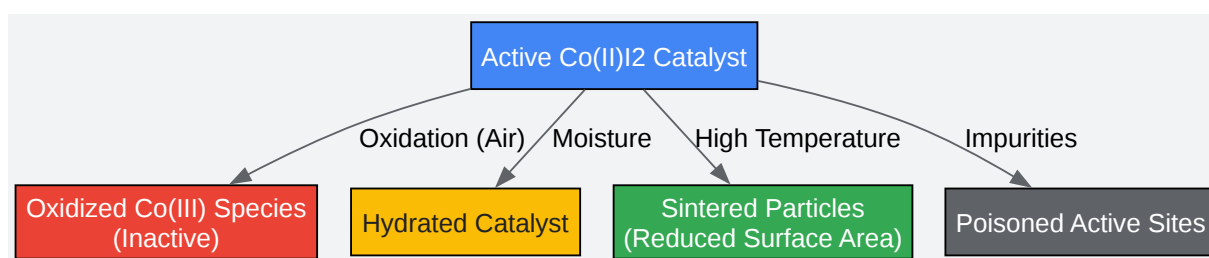 Active Co(II)I2 Catalyst
Oxidation (Air)
Moisture
High Temperature
Impurities
Oxidized Co(III) Species
(Inactive)
Hydrated Catalyst
Sintered Particles
(Reduced Surface Area)
Poisoned Active Sites